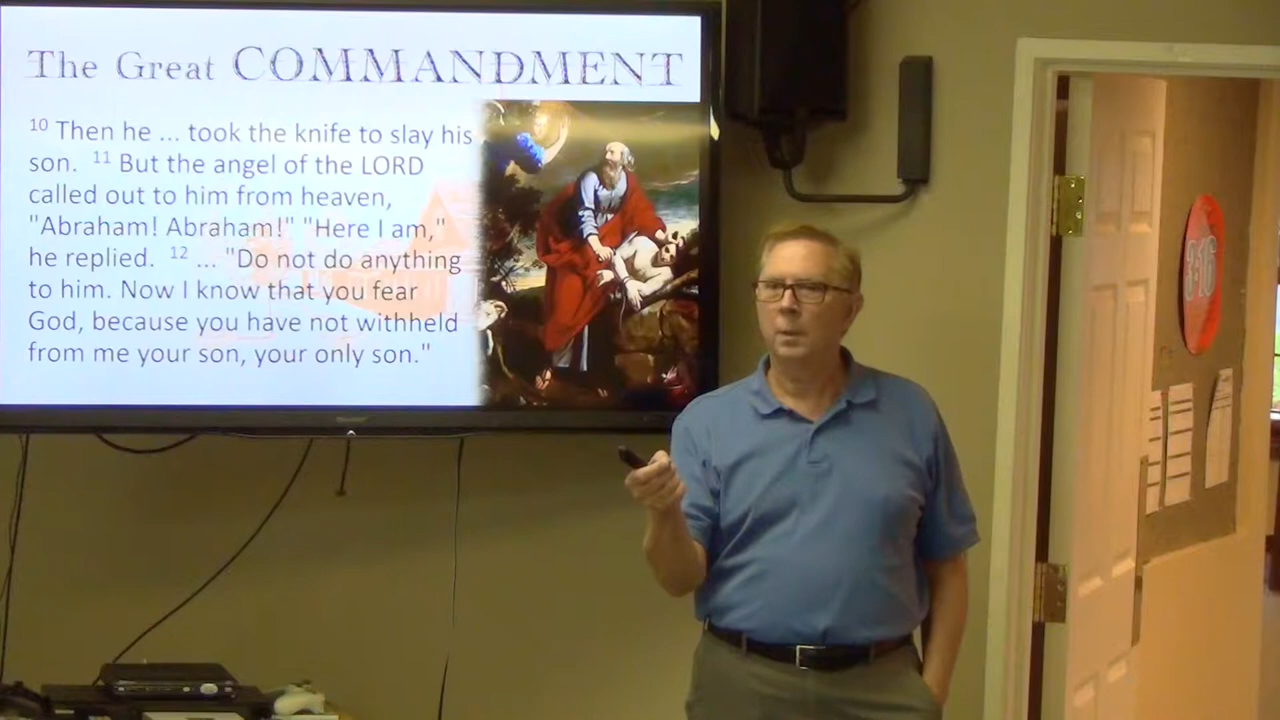 The Great COMMANDMENT
10 Then he ... took the knife to slay his
son. 11 But the angel of the LORD
called out to him from heaven,
"Abraham! Abraham!" "Here I am,"
he replied. 12 ... "Do not do anything
to him. Now I know that you fear
God, because you have not withheld
from me your son, your only son."
3:16